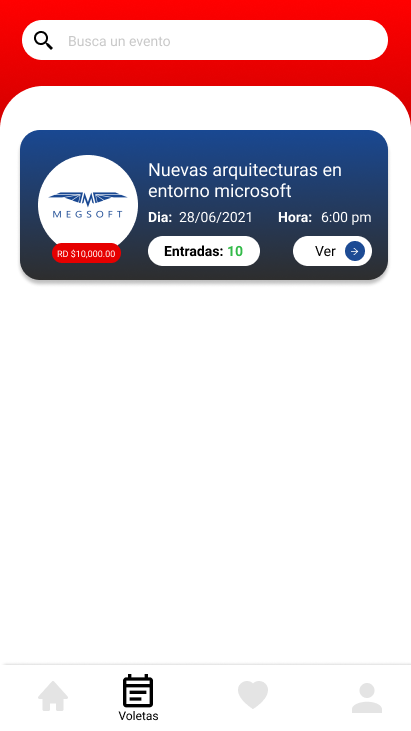 Busca un evento
Nuevas arquitecturas en
entorno microsoft
MEGSOFT
Dia: 28/06/2021 Hora: 6:00 pm
RD $10,000.00
Entradas: 10
Ver
Voletas